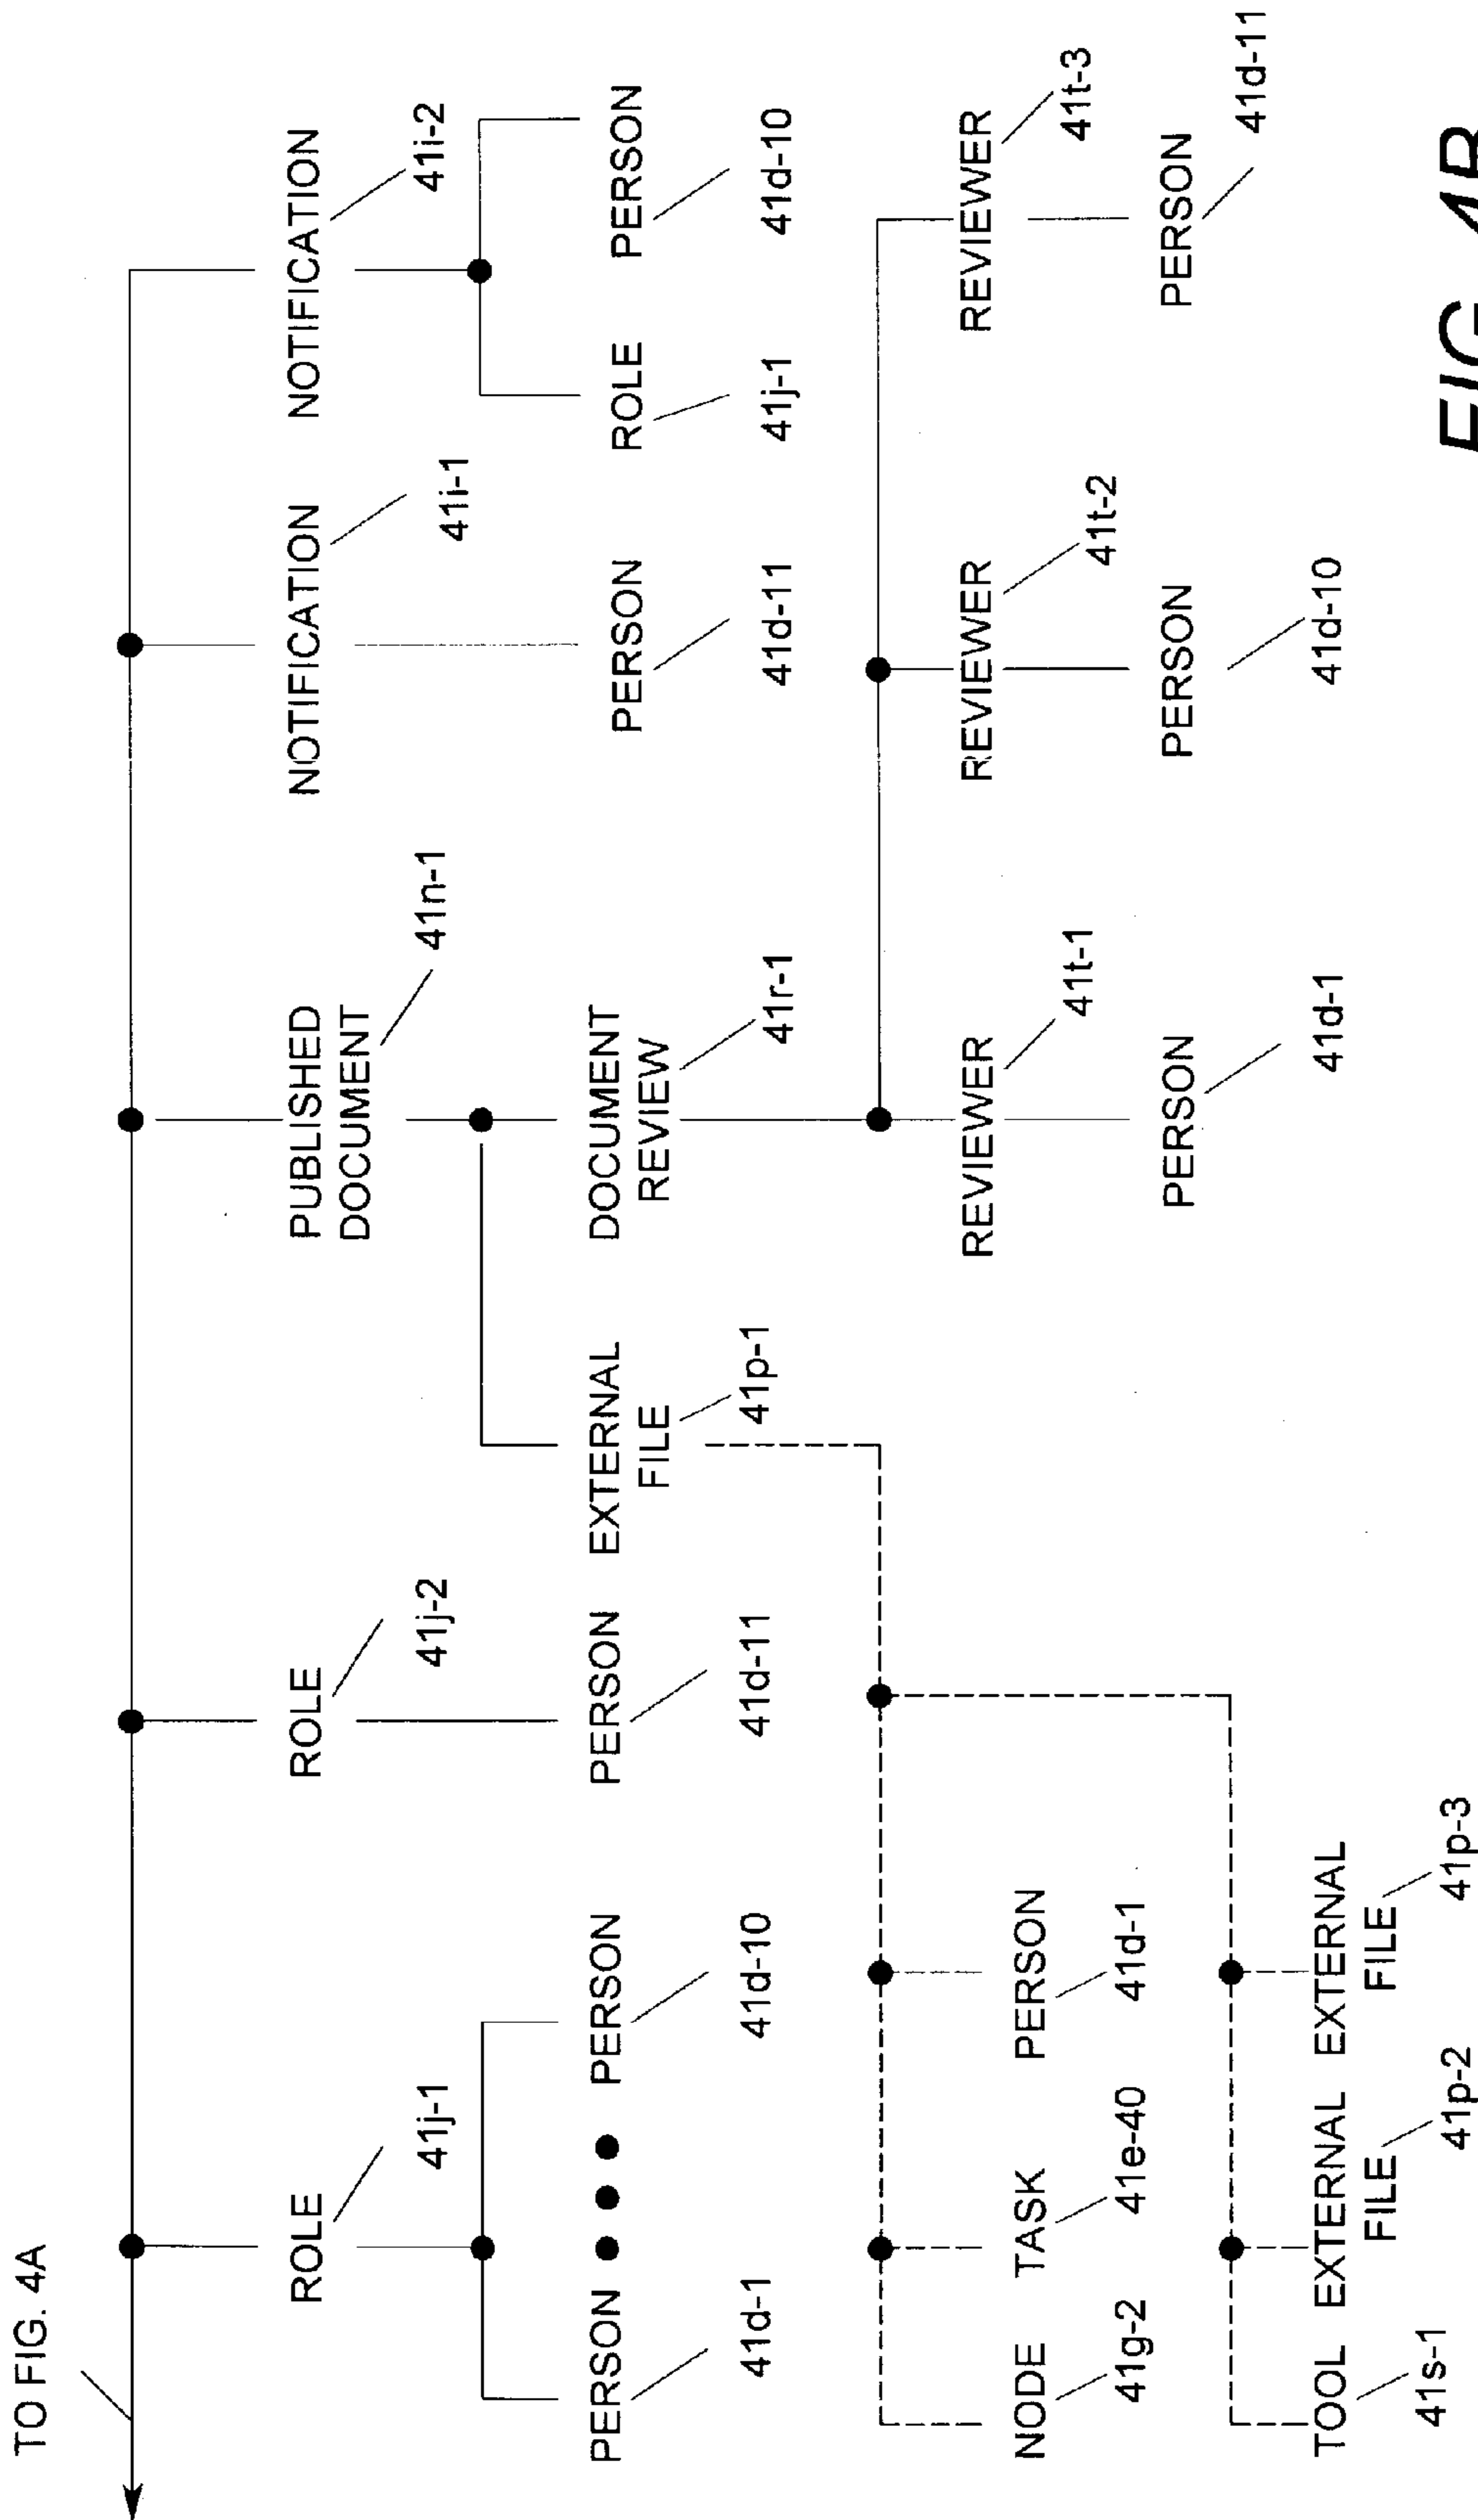 TO FIG. 4A
ROLE
41j-1
ROLE
41j-2
PUBLISHED
DOCUMENT
41n-1
NOTIFICATION
41i-1
NOTIFICATION
41i-2
PERSON
41d-1
PERSON
41d-10
PERSON
41d-11
EXTERNAL
FILE
41p-1
DOCUMENT
REVIEW
41r-1
PERSON
41d-11
ROLE
41j-1
PERSON
41d-10
NODE
41g-2
TASK
41e-40
PERSON
41d-1
REVIEWER
41t-1
REVIEWER
41t-2
REVIEWER
41t-3
PERSON
41d-1
PERSON
41d-10
PERSON
41d-11
TOOL
41s-1
EXTERNAL
FILE
41p-2
EXTERNAL
FILE
41p-3
FIG. 4B